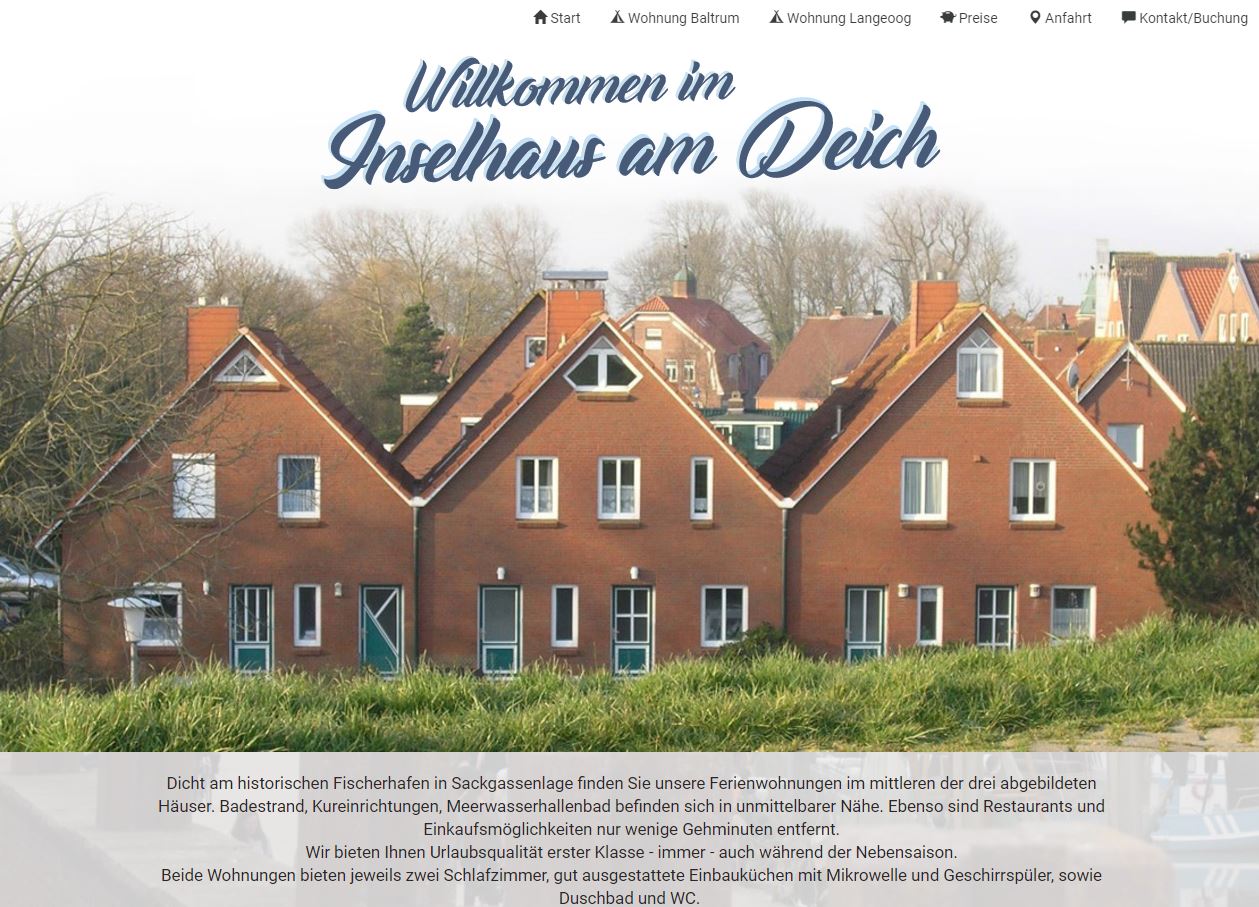 Start Wohnung Baltrum Wohnung Langeoog Preise Anfahrt Kontakt/Buchung
Willkommen im
Inselhaus am Deich
Dicht am historischen Fischerhafen in Sackgassenlage finden Sie unsere Ferienwohnungen im mittleren der drei abgebildeten
Häuser. Badestrand, Kureinrichtungen, Meerwasserhallenbad befinden sich in unmittelbarer Nähe. Ebenso sind Restaurants und
Einkaufsmöglichkeiten nur wenige Gehminuten entfernt.
Wir bieten Ihnen Urlaubsqualität erster Klasse - immer - auch während der Nebensaison.
Beide Wohnungen bieten jeweils zwei Schlafzimmer, gut ausgestattete Einbauküchen mit Mikrowelle und Geschirrspüler, sowie
Duschbad und WC.